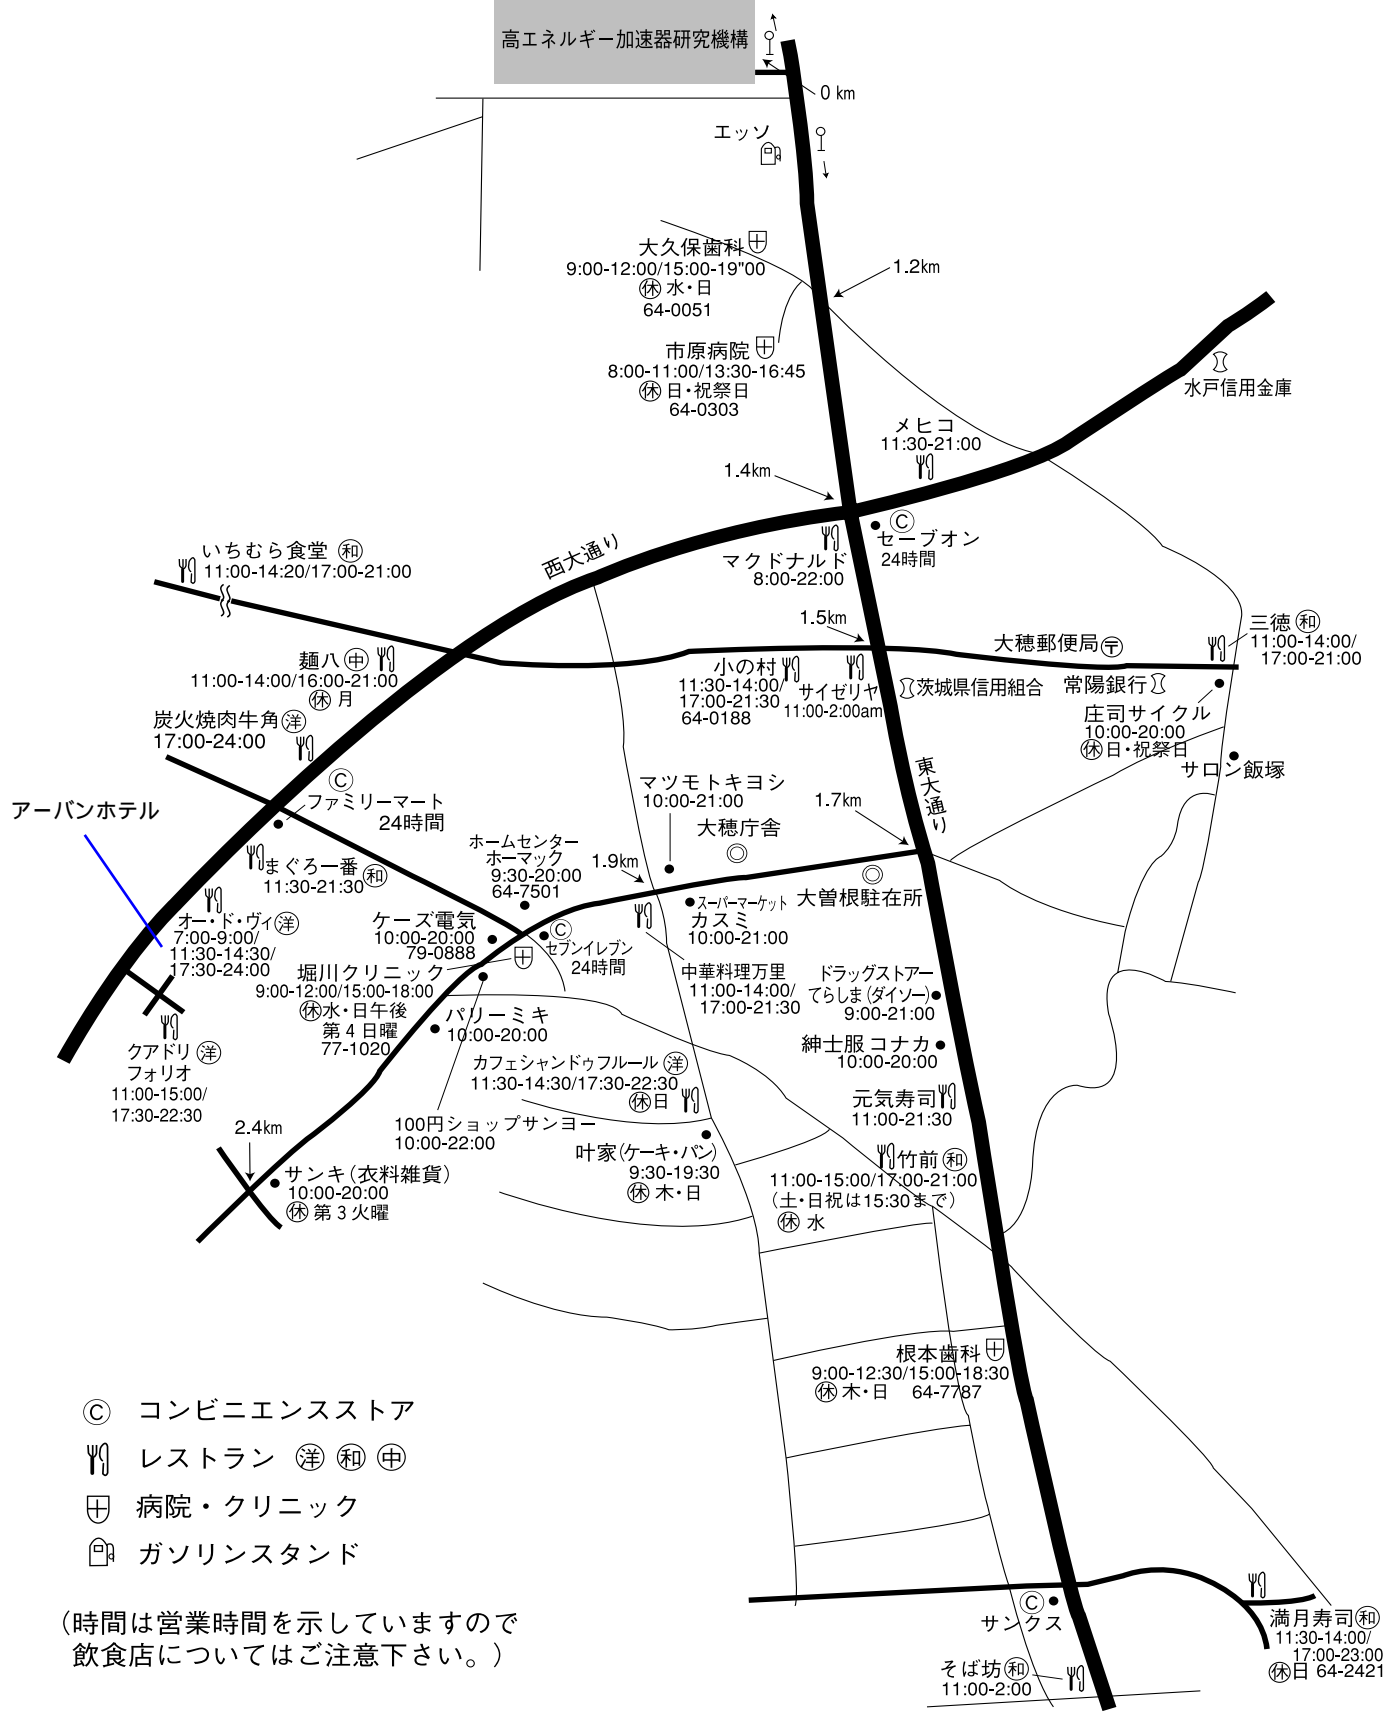 高エネルギー加速器研究機構
0 km
エッソ
大久保歯科
9:00-12:00/15:00-19"00
休 水・日
64-0051
1.2km
市原病院
8:00-11:00/13:30-16:45
休 日・祝祭日
64-0303
水戸信用金庫
メヒコ
11:30-21:00
1.4km
C
セーブオン
24時間
マクドナルド
8:00-22:00
西大通り
いちむら食堂 和
11:00-14:20/17:00-21:00
1.5km
大穂郵便局 〒
三徳 和
11:00-14:00/
17:00-21:00
麺八 中
11:00-14:00/16:00-21:00
休 月
小の村
11:30-14:00/
17:00-21:30
64-0188
サイゼリヤ
11:00-2:00am
茨城県信用組合
常陽銀行
庄司サイクル
10:00-20:00
休 日・祝祭日
サロン飯塚
炭火焼肉牛角 洋
17:00-24:00
C
ファミリーマート
24時間
アーバンホテル
マツモトキヨシ
10:00-21:00
大穂庁舎
1.7km
東大通り
まぐろ一番 和
11:30-21:30
ホームセンター
ホーマック
9:30-20:00
64-7501
1.9km
大曽根駐在所
スーパーマーケット
カスミ
10:00-21:00
オー・ド・ヴィ 洋
7:00-9:00/
11:30-14:30/
17:30-24:00
ケーズ電気
10:00-20:00
79-0888
C
セブンイレブン
24時間
堀川クリニック
9:00-12:00/15:00-18:00
休 水・日午後
第4日曜
77-1020
中華料理万里
11:00-14:00/
17:00-21:30
ドラッグストアー
てらしま(ダイソー)
9:00-21:00
パリーミキ
10:00-20:00
紳士服 コナカ
10:00-20:00
クアドリ 洋
フォリオ
11:00-15:00/
17:30-22:30
カフェシャンドゥフルール 洋
11:30-14:30/17:30-22:30
休 日
元気寿司
11:00-21:30
100円ショップサンヨー
10:00-22:00
2.4km
叶家(ケーキ・パン)
9:30-19:30
休 木・日
竹前 和
11:00-15:00/17:00-21:00
(土・日祝は15:30まで)
休 水
サンキ(衣料雑貨)
10:00-20:00
休 第3火曜
根本歯科
9:00-12:30/15:00-18:30
休 木・日 64-7787
C コンビニエンスストア
レストラン 洋 和 中
病院・クリニック
ガソリンスタンド
(時間は営業時間を示していますので
飲食店についてはご注意下さい。)
C
サンクス
満月寿司 和
11:30-14:00/
17:00-23:00
休 日 64-2421
そば坊 和
11:00-2:00